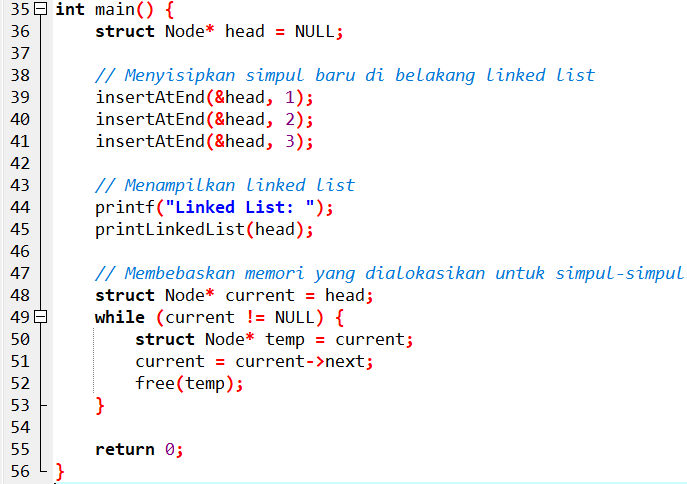 35 int main() {
36 struct Node* head = NULL;
37
38 // Menyisipkan simpul baru di belakang linked list
39 insertAtEnd(&head, 1);
40 insertAtEnd(&head, 2);
41 insertAtEnd(&head, 3);
42
43 // Menampilkan linked list
44 printf("Linked List: ");
45 printLinkedList(head);
46
47 // Membebaskan memori yang dialokasikan untuk simpul-simpul
48 struct Node* current = head;
49 while (current != NULL) {
50 struct Node* temp = current;
51 current = current->next;
52 free(temp);
53 }
54
55 return 0;
56 }